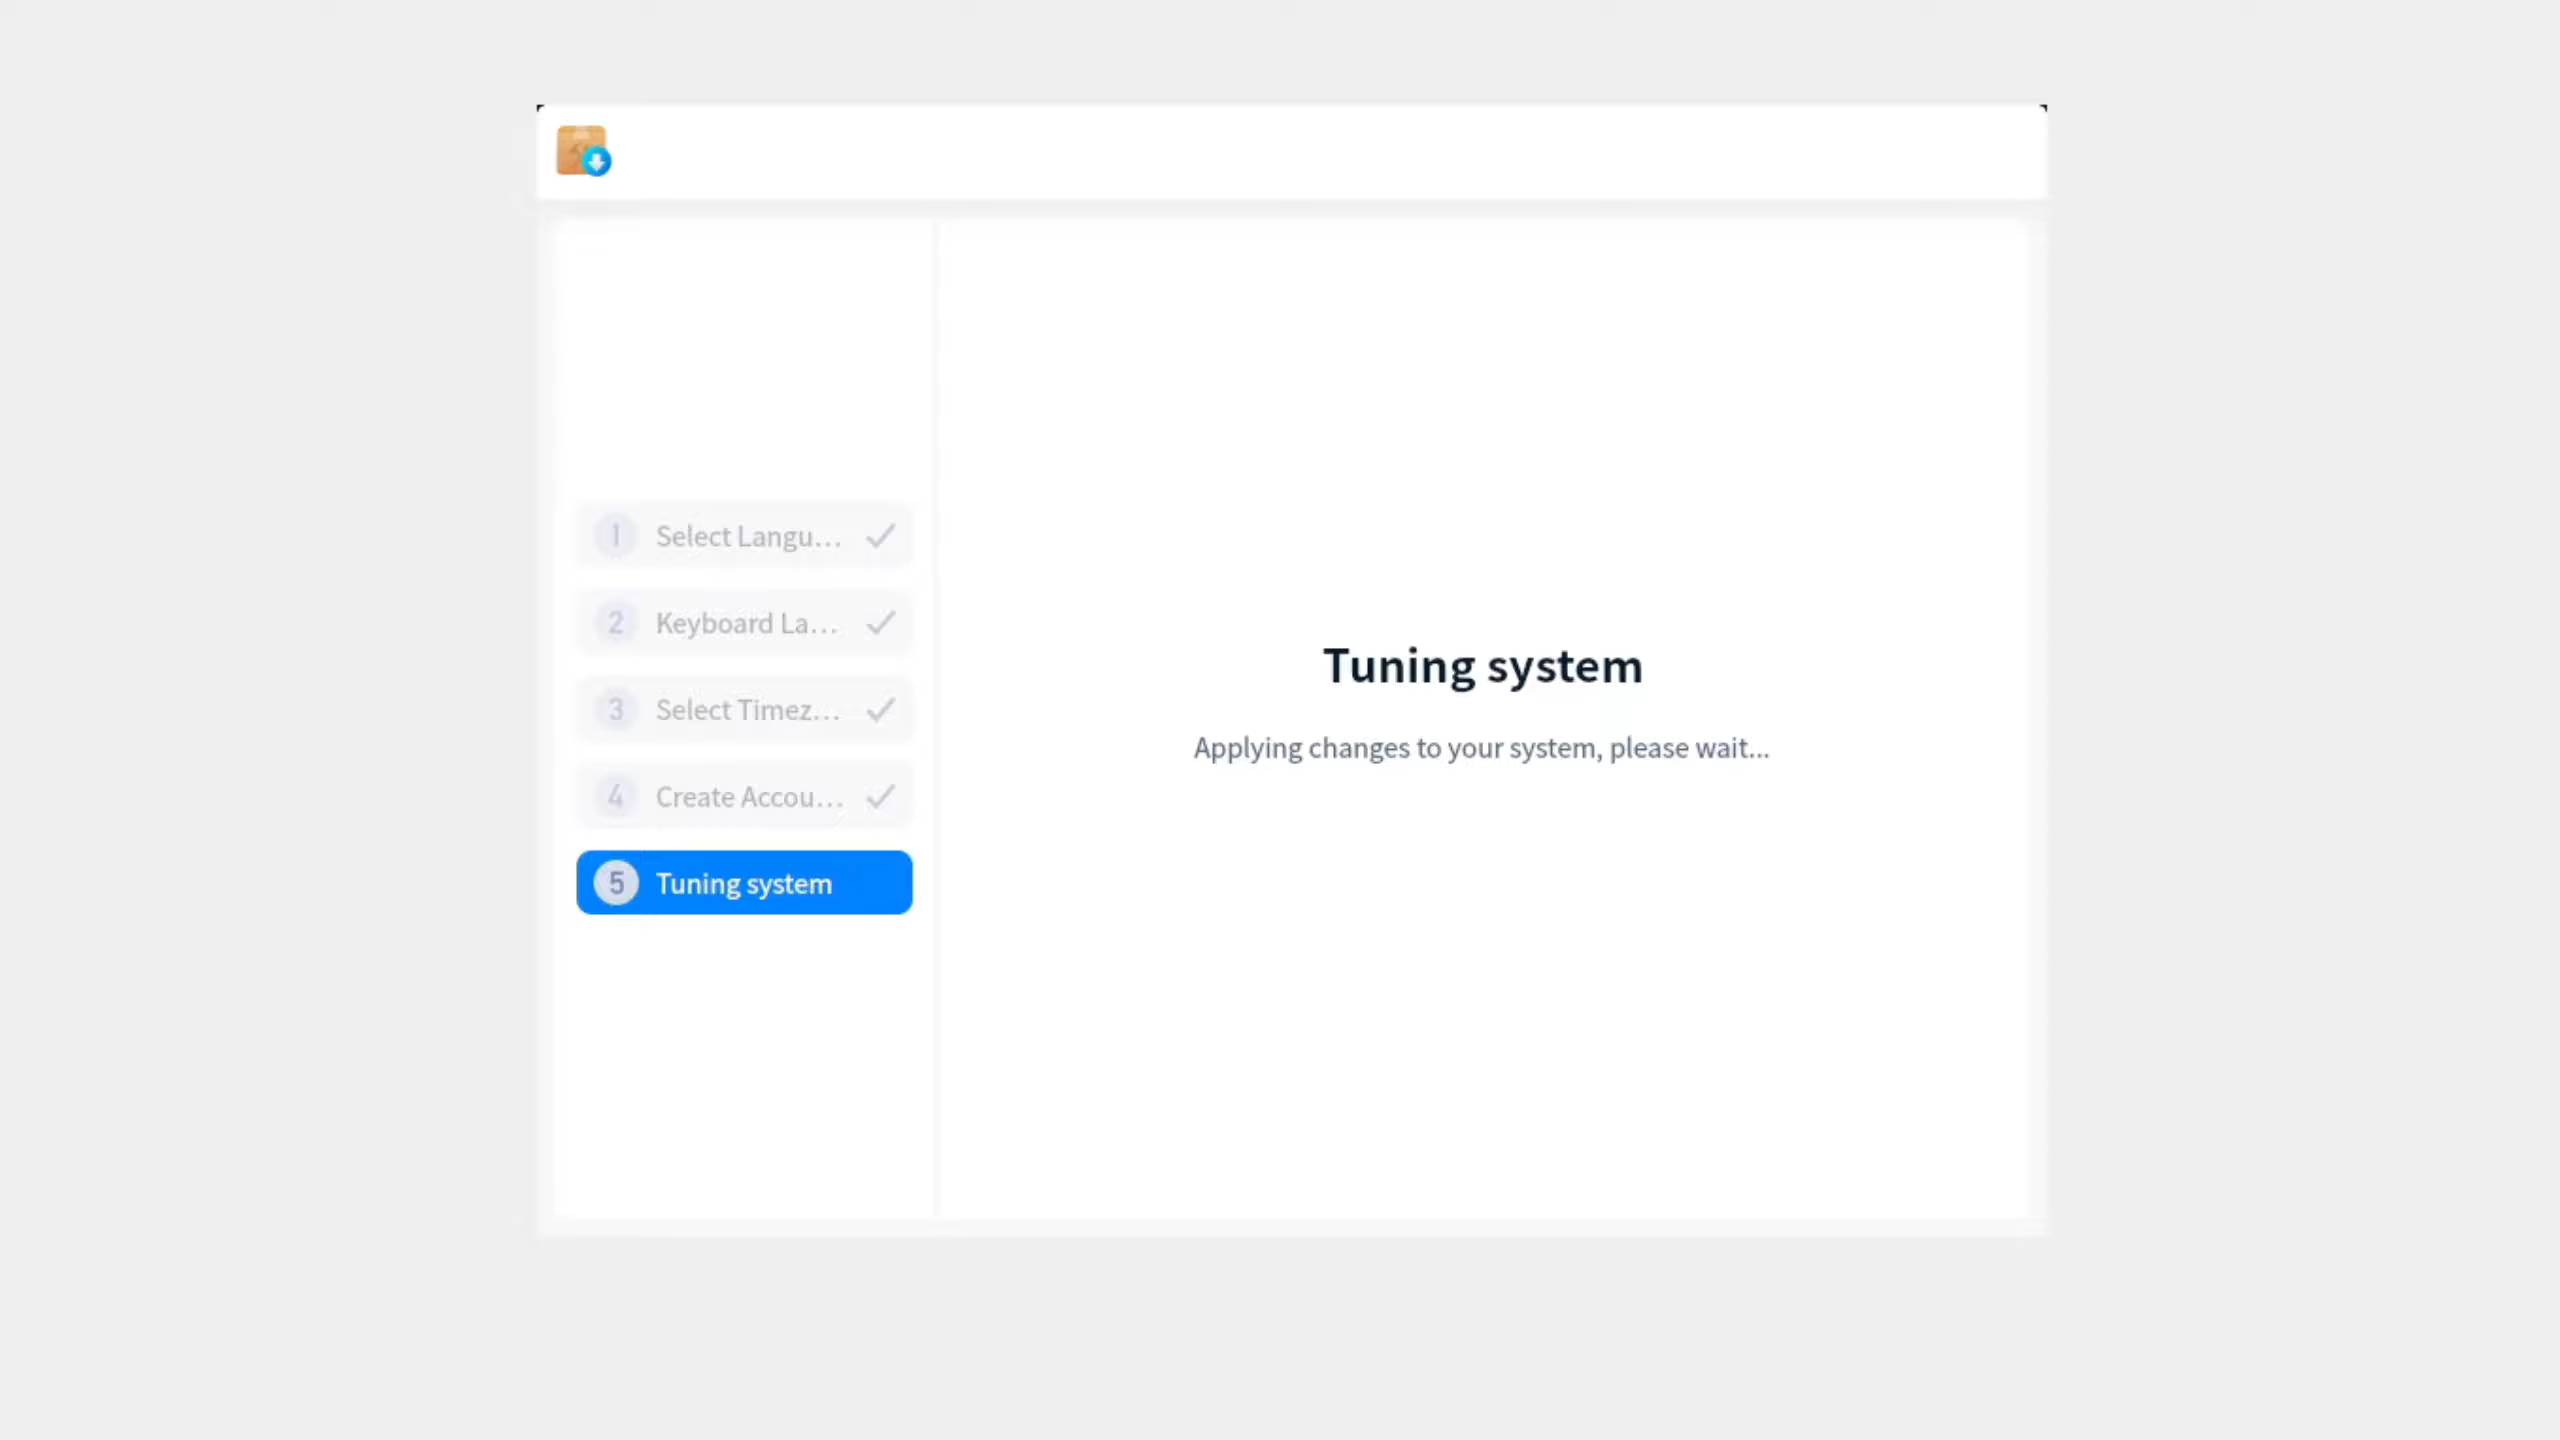 1 Select Langu...
2 Keyboard La...
3 Select Timez...
4 Create Accou...
5 Tuning system
Tuning system
Applying changes to your system, please wait...